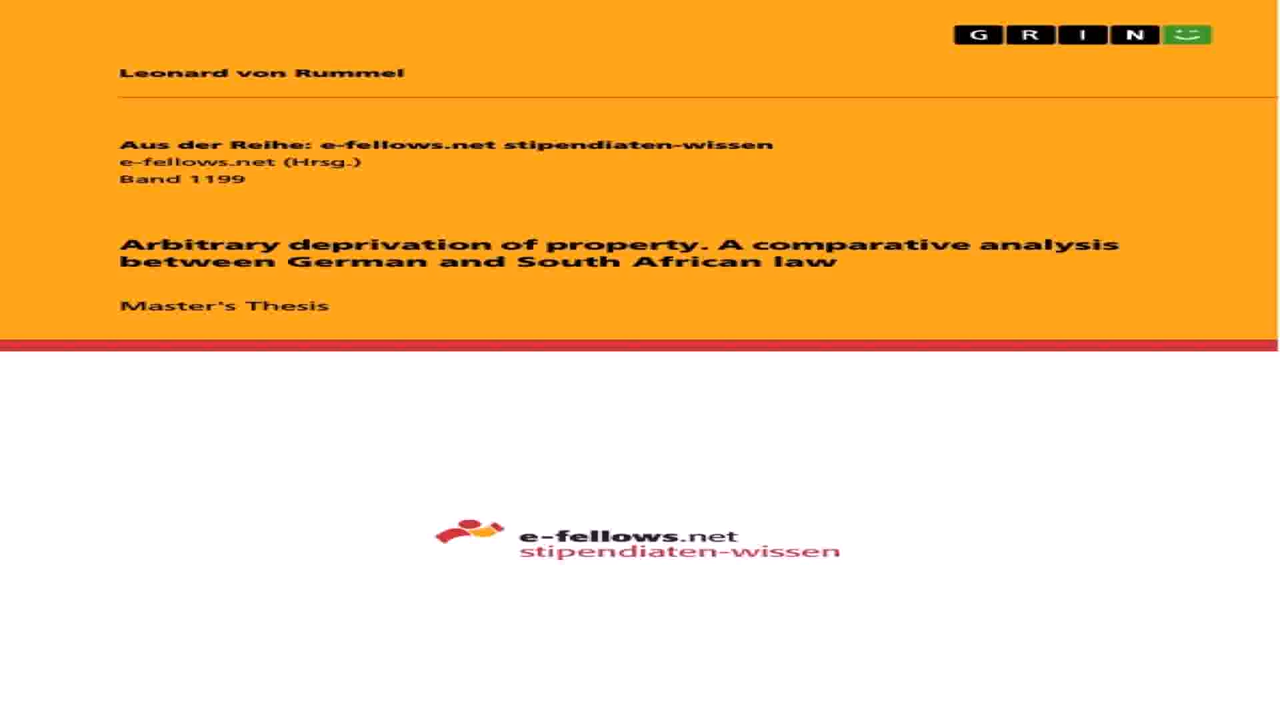 GRIN
Leonard von Rummel
Aus der Reihe: e-fellows.net stipendiaten-wissen
e-fellows.net (Hrsg.)
Band 1199
Arbitrary deprivation of property. A comparative analysis
between German and South African law
Master's Thesis
e-fellows.net
stipendiaten-wissen